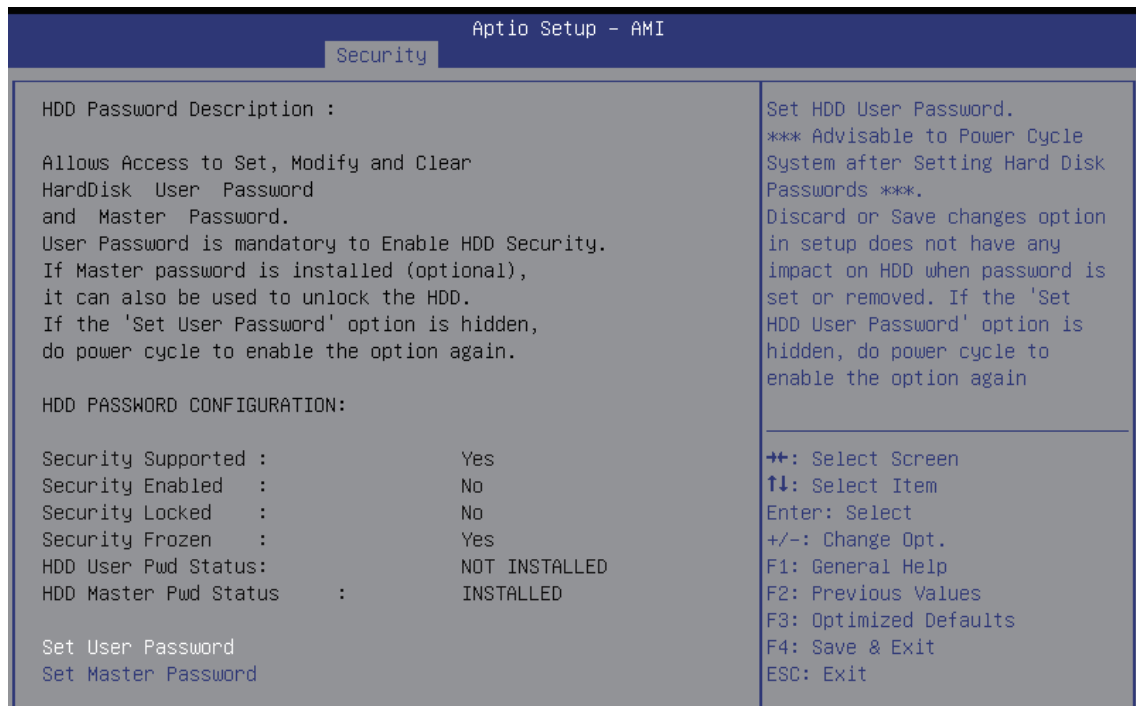 Aptio Setup – AMI
Security
HDD Password Description :
Allows Access to Set, Modify and Clear
HardDisk User Password
and Master Password.
User Password is mandatory to Enable HDD Security.
If Master password is installed (optional),
it can also be used to unlock the HDD.
If the 'Set User Password' option is hidden,
do power cycle to enable the option again.
HDD PASSWORD CONFIGURATION:
Security Supported : Yes
Security Enabled : No
Security Locked : No
Security Frozen : Yes
HDD User Pwd Status: NOT INSTALLED
HDD Master Pwd Status : INSTALLED
Set User Password
Set Master Password
Set HDD User Password.
*** Advisable to Power Cycle
System after Setting Hard Disk
Passwords ***.
Discard or Save changes option
in setup does not have any
impact on HDD when password is
set or removed. If the 'Set
HDD User Password' option is
hidden, do power cycle to
enable the option again
→←: Select Screen
↑↓: Select Item
Enter: Select
+/-: Change Opt.
F1: General Help
F2: Previous Values
F3: Optimized Defaults
F4: Save & Exit
ESC: Exit